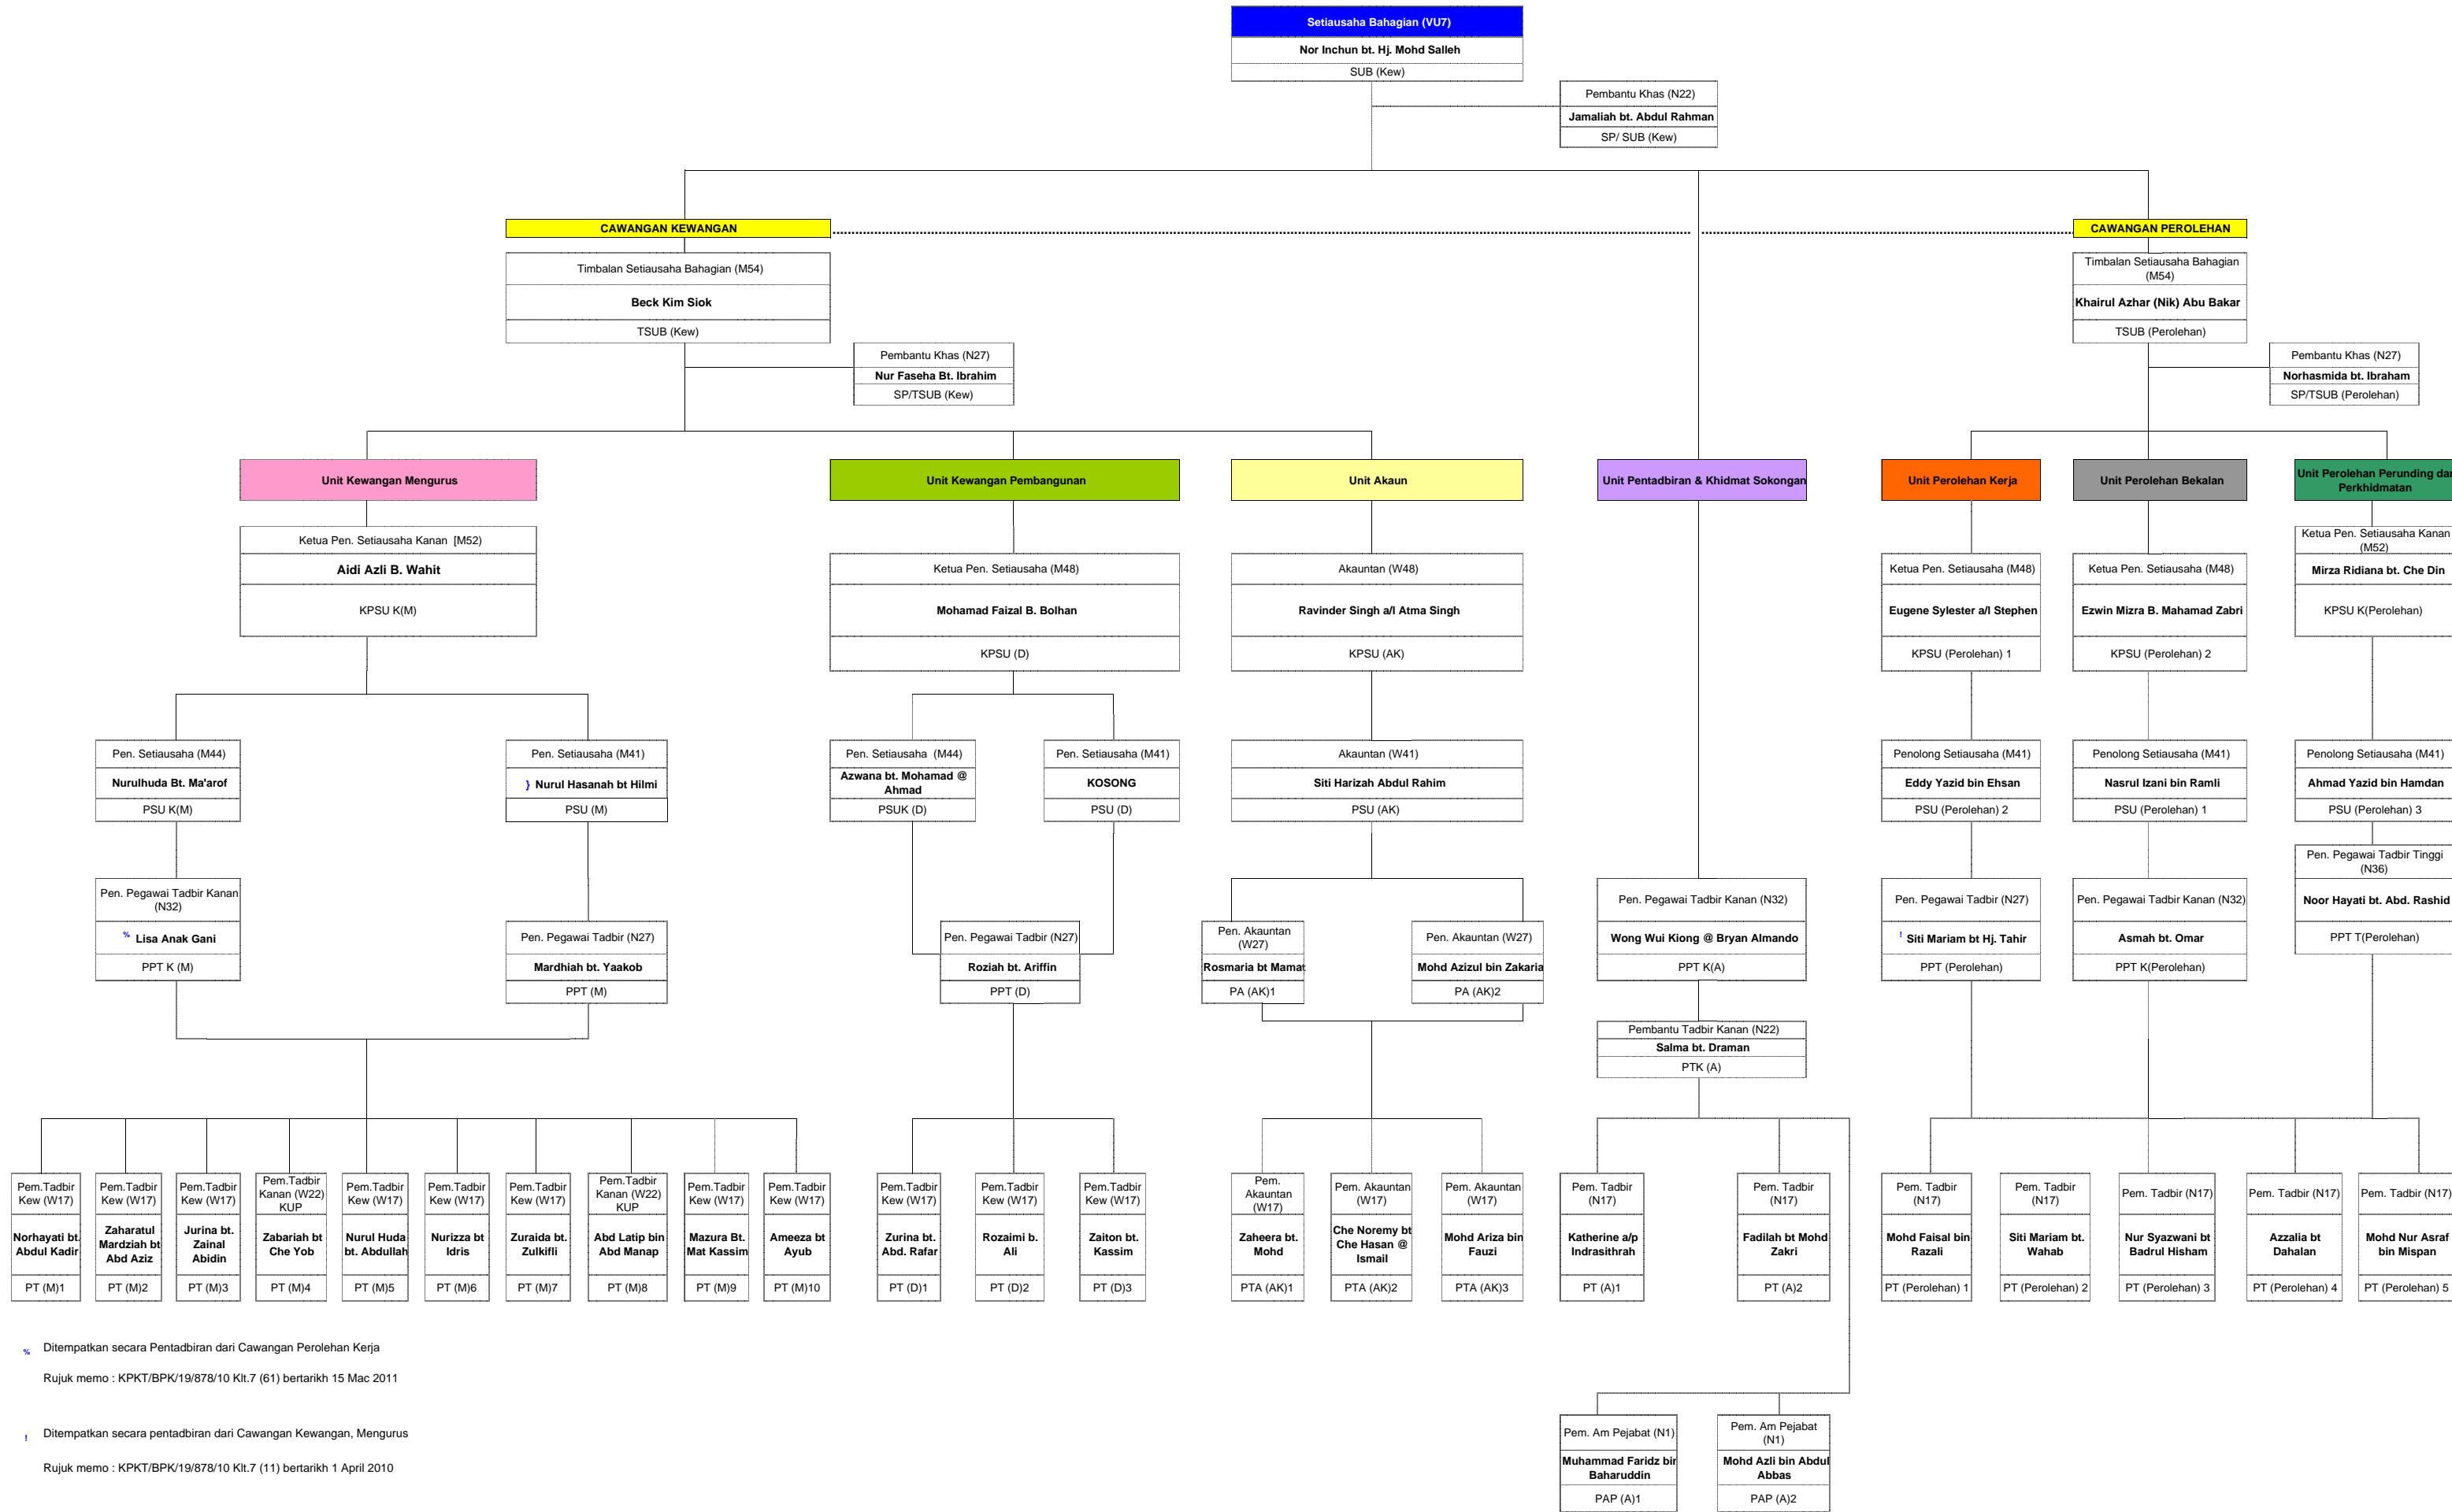 Setiausaha Bahagian (VU7)
Nor Inchun bt. Hj. Mohd Salleh
SUB (Kew)
Pembantu Khas (N22)
Jamaliah bt. Abdul Rahman
SP/ SUB (Kew)
CAWANGAN KEWANGAN
CAWANGAN PEROLEHAN
Timbalan Setiausaha Bahagian (M54)
Beck Kim Siok
TSUB (Kew)
Timbalan Setiausaha Bahagian
(M54)
Khairul Azhar (Nik) Abu Bakar
TSUB (Perolehan)
Pembantu Khas (N27)
Nur Faseha Bt. Ibrahim
SP/TSUB (Kew)
Pembantu Khas (N27)
Norhasmida bt. Ibraham
SP/TSUB (Perolehan)
Unit Kewangan Mengurus
Unit Kewangan Pembangunan
Unit Akaun
Unit Pentadbiran & Khidmat Sokongan
Unit Perolehan Kerja
Unit Perolehan Bekalan
Unit Perolehan Perunding dan
Perkhidmatan
Ketua Pen. Setiausaha Kanan [M52)
Aidi Azli B. Wahit
KPSU K(M)
Ketua Pen. Setiausaha (M48)
Mohamad Faizal B. Bolhan
KPSU (D)
Akauntan (W48)
Ravinder Singh a/l Atma Singh
KPSU (AK)
Ketua Pen. Setiausaha (M48)
Eugene Sylester a/l Stephen
KPSU (Perolehan) 1
Ketua Pen. Setiausaha (M48)
Ezwin Mizra B. Mahamad Zabri
KPSU (Perolehan) 2
Ketua Pen. Setiausaha Kanan
(M52)
Mirza Ridiana bt. Che Din
KPSU K(Perolehan)
Pen. Setiausaha (M44)
Nurulhuda Bt. Ma'arof
PSU K(M)
Pen. Setiausaha (M41)
} Nurul Hasanah bt Hilmi
PSU (M)
Pen. Setiausaha (M44)
Azwana bt. Mohamad @
Ahmad
PSUK (D)
Pen. Setiausaha (M41)
KOSONG
PSU (D)
Akauntan (W41)
Siti Harizah Abdul Rahim
PSU (AK)
Penolong Setiausaha (M41)
Eddy Yazid bin Ehsan
PSU (Perolehan) 2
Penolong Setiausaha (M41)
Nasrul Izani bin Ramli
PSU (Perolehan) 1
Penolong Setiausaha (M41)
Ahmad Yazid bin Hamdan
PSU (Perolehan) 3
Pen. Pegawai Tadbir Kanan
(N32)
% Lisa Anak Gani
PPT K (M)
Pen. Pegawai Tadbir (N27)
Mardhiah bt. Yaakob
PPT (M)
Pen. Pegawai Tadbir (N27)
Roziah bt. Ariffin
PPT (D)
Pen. Akauntan
(W27)
Rosmaria bt Mamat
PA (AK)1
Pen. Akauntan (W27)
Mohd Azizul bin Zakaria
PA (AK)2
Pen. Pegawai Tadbir Kanan (N32)
Wong Wui Kiong @ Bryan Almando
PPT K(A)
Pembantu Tadbir Kanan (N22)
Salma bt. Draman
PTK (A)
Pen. Pegawai Tadbir (N27)
! Siti Mariam bt Hj. Tahir
PPT (Perolehan)
Pen. Pegawai Tadbir Kanan (N32)
Asmah bt. Omar
PPT K(Perolehan)
Pen. Pegawai Tadbir Tinggi
(N36)
Noor Hayati bt. Abd. Rashid
PPT T(Perolehan)
Pem.Tadbir
Kew (W17)
Norhayati bt.
Abdul Kadir
PT (M)1
Pem.Tadbir
Kew (W17)
Zaharatul
Mardziah bt
Abd Aziz
PT (M)2
Pem.Tadbir
Kew (W17)
Jurina bt.
Zainal
Abidin
PT (M)3
Pem.Tadbir
Kanan (W22)
KUP
Zabariah bt
Che Yob
PT (M)4
Pem.Tadbir
Kew (W17)
Nurul Huda
bt. Abdullah
PT (M)5
Pem.Tadbir
Kew (W17)
Nurizza bt
Idris
PT (M)6
Pem.Tadbir
Kew (W17)
Zuraida bt.
Zulkifli
PT (M)7
Pem.Tadbir
Kanan (W22)
KUP
Abd Latip bin
Abd Manap
PT (M)8
Pem.Tadbir
Kew (W17)
Mazura Bt.
Mat Kassim
PT (M)9
Pem.Tadbir
Kew (W17)
Ameeza bt
Ayub
PT (M)10
Pem.Tadbir
Kew (W17)
Zurina bt.
Abd. Rafar
PT (D)1
Pem.Tadbir
Kew (W17)
Rozaimi b.
Ali
PT (D)2
Pem.Tadbir
Kew (W17)
Zaiton bt.
Kassim
PT (D)3
Pem.
Akauntan
(W17)
Zaheera bt.
Mohd
PTA (AK)1
Pem. Akauntan
(W17)
Che Noremy bt
Che Hasan @
Ismail
PTA (AK)2
Pem. Akauntan
(W17)
Mohd Ariza bin
Fauzi
PTA (AK)3
Pem. Tadbir
(N17)
Katherine a/p
Indrasithrah
PT (A)1
Pem. Tadbir
(N17)
Fadilah bt Mohd
Zakri
PT (A)2
Pem. Tadbir
(N17)
Mohd Faisal bin
Razali
PT (Perolehan) 1
Pem. Tadbir
(N17)
Siti Mariam bt.
Wahab
PT (Perolehan) 2
Pem. Tadbir (N17)
Nur Syazwani bt
Badrul Hisham
PT (Perolehan) 3
Pem. Tadbir (N17)
Azzalia bt
Dahalan
PT (Perolehan) 4
Pem. Tadbir (N17)
Mohd Nur Asraf
bin Mispan
PT (Perolehan) 5
% Ditempatkan secara Pentadbiran dari Cawangan Perolehan Kerja
Rujuk memo : KPKT/BPK/19/878/10 Klt.7 (61) bertarikh 15 Mac 2011
! Ditempatkan secara pentadbiran dari Cawangan Kewangan, Mengurus
Rujuk memo : KPKT/BPK/19/878/10 Klt.7 (11) bertarikh 1 April 2010
Pem. Am Pejabat (N1)
Muhammad Faridz bin
Baharuddin
PAP (A)1
Pem. Am Pejabat
(N1)
Mohd Azli bin Abdul
Abbas
PAP (A)2